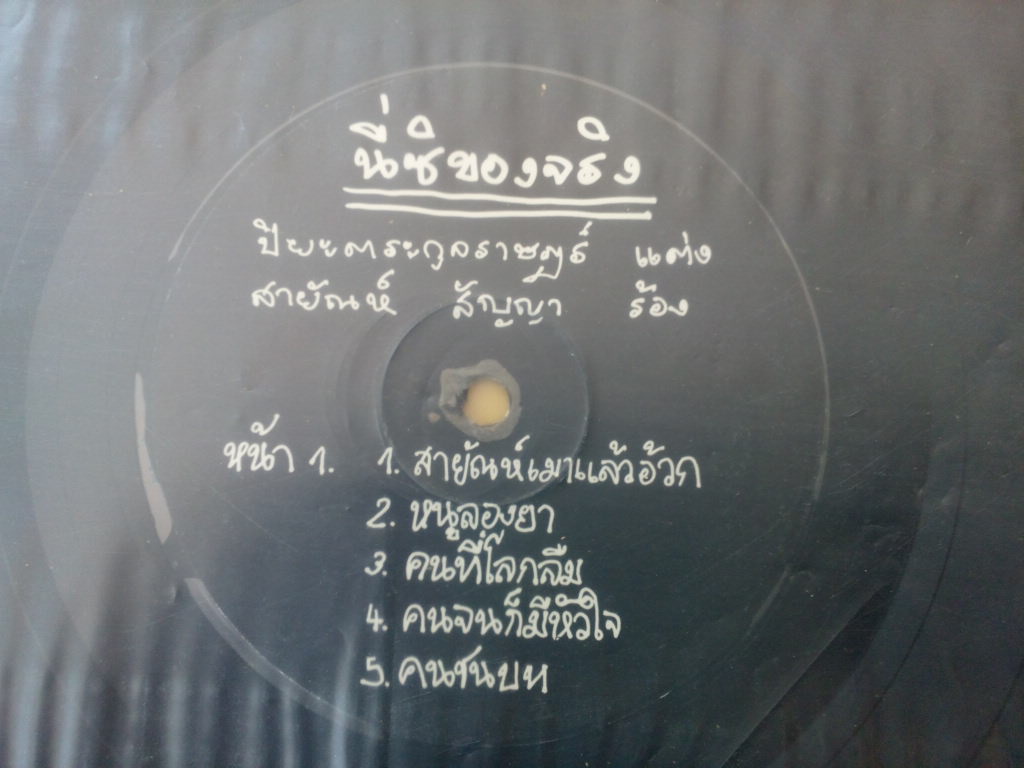 นี่ซิของจริง
ปิยะตระกูลราษฎร์ แต่ง
สายัณห์ สัญญา ร้อง
หน้า 1. 1. สายัณห์เมาแล้วอ้วก
2. หนูลองยา
3. คนที่โลกลืม
4. คนจนก็มีหัวใจ
5. คนชนบท